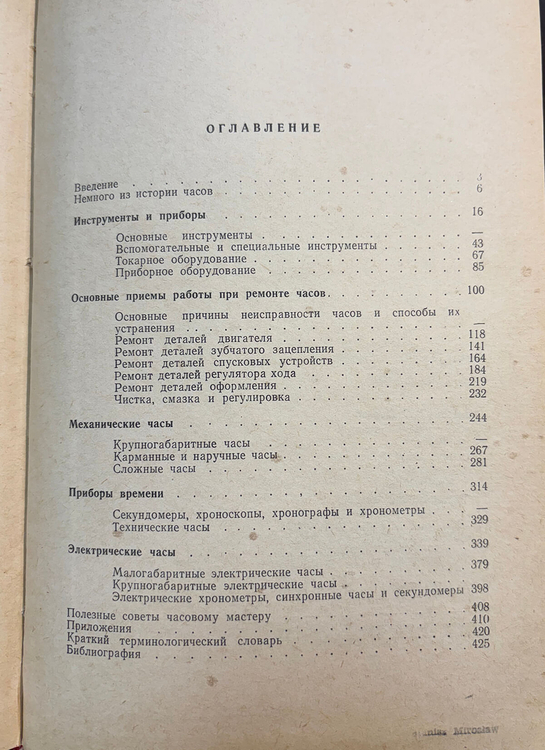 ОГЛАВЛЕНИЕ
Введение . . . . . . . . . . . . . . 3
Немного из истории часов . . . . . . . . . . 6
Инструменты и приборы . . . . . . . . . . 16
Основные инструменты . . . . . . . . . —
Вспомогательные и специальные инструменты . . . . 43
Токарное оборудование . . . . . . . . . 67
Приборное оборудование . . . . . . . . . 85
Основные приемы работы при ремонте часов . . . . . . 100
Основные причины неисправности часов и способы их
устранения . . . . . . . . . . . . —
Ремонт деталей двигателя . . . . . . . . 118
Ремонт деталей зубчатого зацепления . . . . . . 141
Ремонт деталей спусковых устройств . . . . . . 164
Ремонт деталей регулятора хода . . . . . . . 184
Ремонт деталей оформления . . . . . . . . 219
Чистка, смазка и регулировка . . . . . . . 232
Механические часы . . . . . . . . . . . . 244
Крупногабаритные часы . . . . . . . . . —
Карманные и наручные часы . . . . . . . . 267
Сложные часы . . . . . . . . . . . 281
Приборы времени . . . . . . . . . . . . 314
Секундомеры, хроноскопы, хронографы и хронометры . . —
Технические часы . . . . . . . . . . 329
Электрические часы . . . . . . . . . . . 339
Малогабаритные электрические часы . . . . . . 379
Крупногабаритные электрические часы . . . . . .
Электрические хронометры, синхронные часы и секундомеры 398
Полезные советы часовому мастеру . . . . . . . . 408
Приложения . . . . . . . . . . . . . . 410
Краткий терминологический словарь . . . . . . . . 420
Библиография . . . . . . . . . . . . . . 425
Mirosław